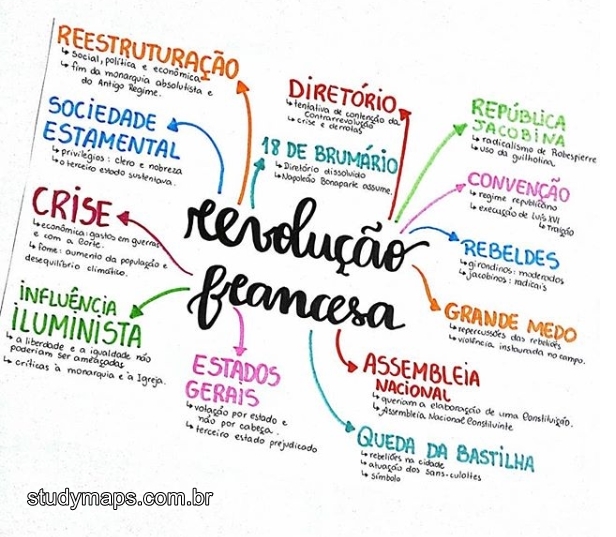 REESTRUTURAÇÃO
↳ social, política e econômica
↳ fim da monarquia absolutista e
do Antigo Regime.
SOCIEDADE
ESTAMENTAL
↳ privilégios: clero e nobreza
↳ o terceiro estado sustentava.
CRISE
↳ econômica: gastos em guerras
e com a Corte.
↳ fome: aumento da população e
desequilíbrio climático.
INFLUÊNCIA
ILUMINISTA
↳ a liberdade e a igualdade não
poderiam ser ameaçadas
↳ críticas à monarquia e à Igreja.
DIRETÓRIO
↳ tentativa de contenção da
Contrarrevolução
↳ crise e derrotas
18 DE BRUMÁRIO
↳ Diretório dissolvido
↳ Napoleão Bonaparte assume.
revolução
francesa
ESTADOS
GERAIS
↳ votação por estado e
não por cabeça.
↳ terceiro estado prejudicado
REPÚBLICA
JACOBINA
↳ radicalismo de Robespierre
↳ uso da guilhotina.
CONVENÇÃO
↳ regime republicano
↳ execução de Luís XVI
↳ traição
REBELDES
↳ girondinos: moderados
↳ jacobinos: radicais
GRANDE MEDO
↳ repercussões das rebeliões
↳ violência instaurada no campo.
ASSEMBLEIA
NACIONAL
↳ queriam a elaboração de uma Constituição.
↳ Assembleia Nacional Constituinte
QUEDA DA BASTILHA
↳ rebeliões na cidade
↳ atuação dos sans-culottes
↳ símbolo
studymaps.com.br